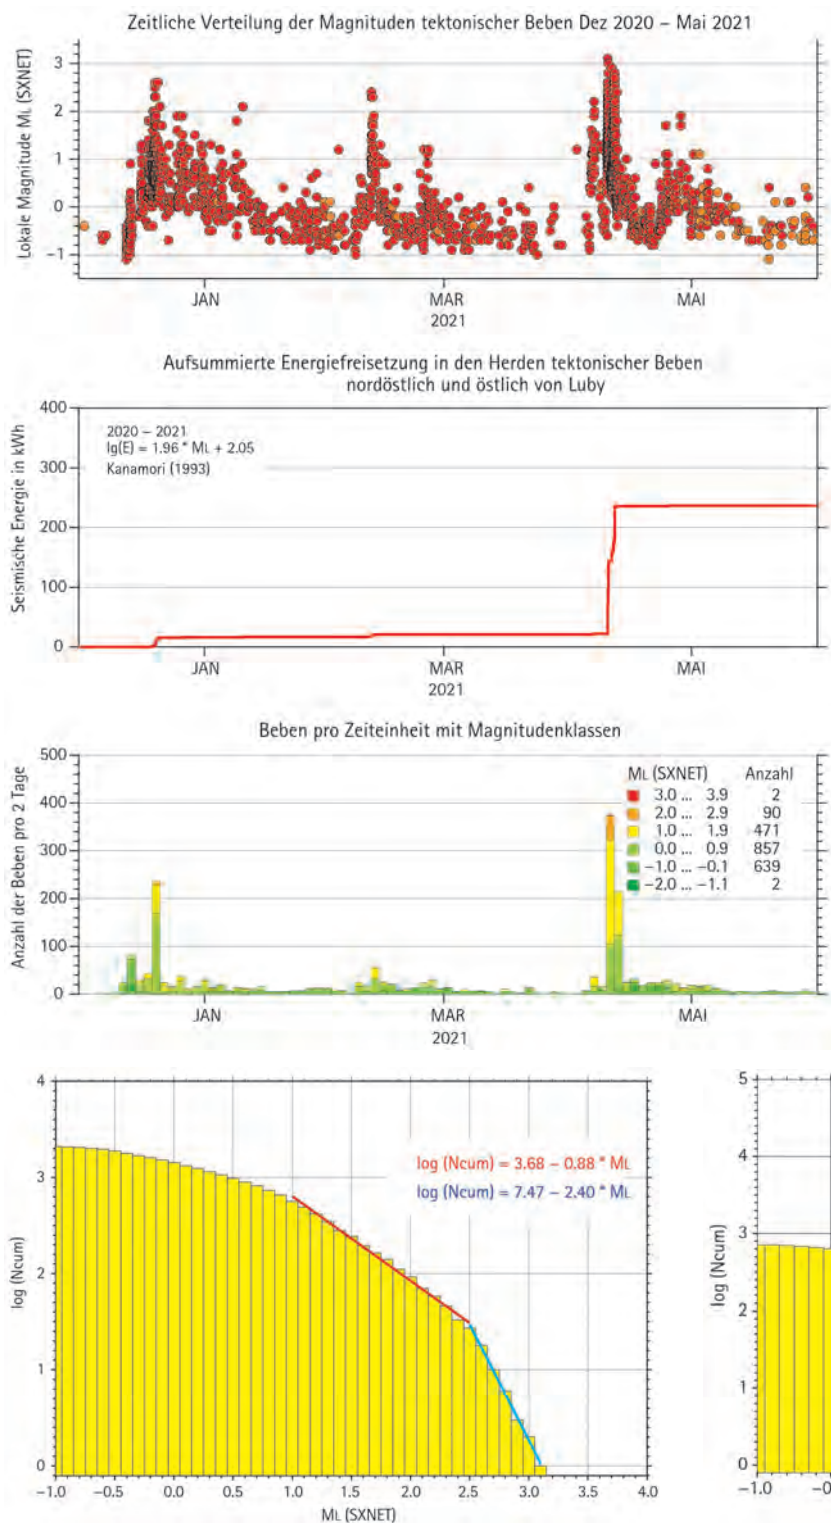 Zeitliche Verteilung der Magnituden tektonischer Beben Dez 2020 – Mai 2021
Lokale Magnitude ML (SXNET)
3
2
1
0
−1
JAN
MAR
MAI
2021
Aufsummierte Energiefreisetzung in den Herden tektonischer Beben
nordöstlich und östlich von Luby
Seismische Energie in kWh
400
300
200
100
0
2020 – 2021
lg(E) = 1.96 * ML + 2.05
Kanamori (1993)
JAN
MAR
MAI
2021
Beben pro Zeiteinheit mit Magnitudenklassen
Anzahl der Beben pro 2 Tage
500
400
300
200
100
0
ML (SXNET) Anzahl
3.0 ... 3.9 2
2.0 ... 2.9 90
1.0 ... 1.9 471
0.0 ... 0.9 857
−1.0 ... −0.1 639
−2.0 ... −1.1 2
JAN
MAR
MAI
2021
log (Ncum)
4
3
2
1
0
log (Ncum) = 3.68 – 0.88 * ML
log (Ncum) = 7.47 – 2.40 * ML
−1.0 −0.5 0.0 0.5 1.0 1.5 2.0 2.5 3.0 3.5 4.0
ML (SXNET)
log (Ncum)
5
4
3
2
1
0
−1.0